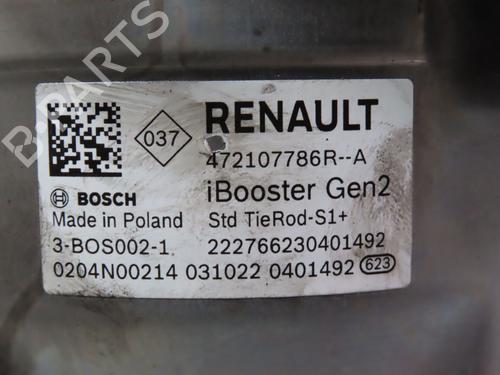 B-PARTS
037
RENAULT
472107786R--A
BOSCH
iBooster Gen2
Made in Poland
Std TieRod-S1+
3-BOS002-1
222766230401492
0204N00214 031022 0401492 623